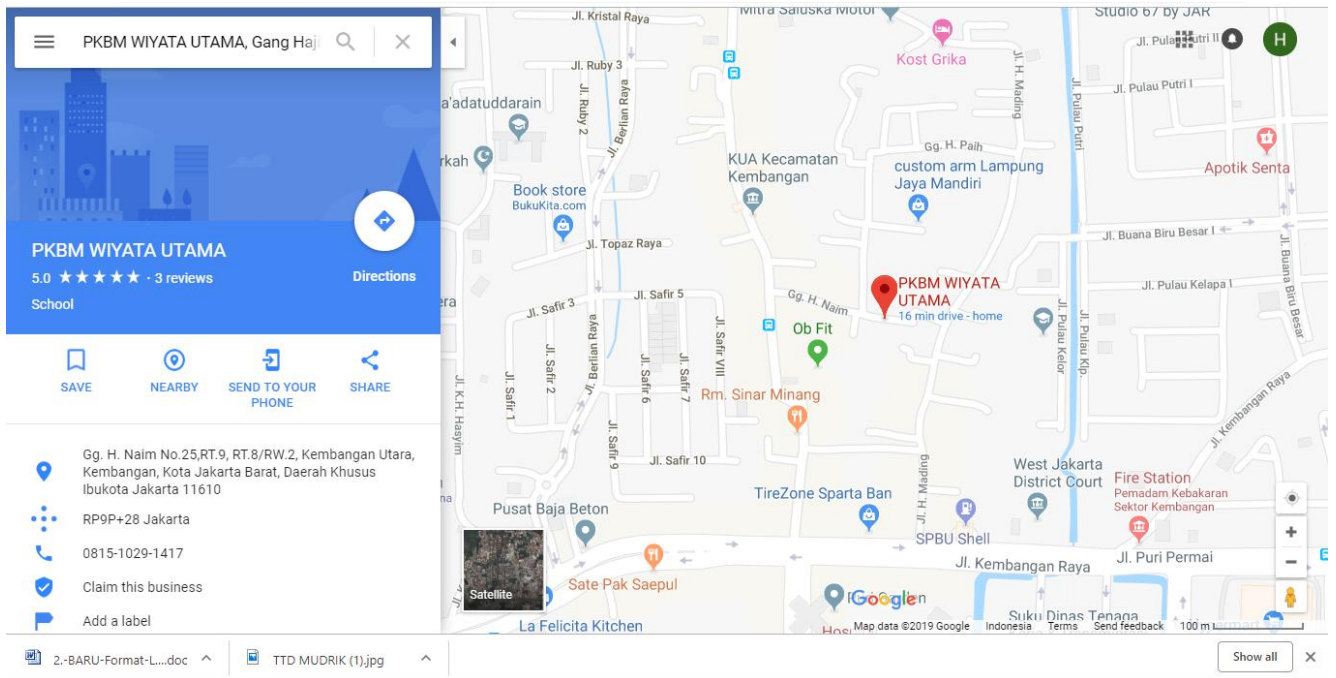 PKBM WIYATA UTAMA, Gang Haji
PKBM WIYATA UTAMA
5.0 ★★★★★ · 3 reviews
School
Directions
SAVE
NEARBY
SEND TO YOUR
PHONE
SHARE
Gg. H. Naim No.25,RT.9, RT.8/RW.2, Kembangan Utara,
Kembangan, Kota Jakarta Barat, Daerah Khusus
Ibukota Jakarta 11610
RP9P+28 Jakarta
0815-1029-1417
Claim this business
Add a label
Jl. Kristal Raya
Mitra Saluska Motor
Studio 67 by JAR
H
Kost Grika
Jl. Ruby 3
Jl. Ruby 2
Jl. Berlian Raya
Jl. H. Mading
Jl. Pulau Putri
Jl. Pulau Putri I
a'adatuddarain
rkah
KUA Kecamatan
Kembangan
Gg. H. Paih
custom arm Lampung
Jaya Mandiri
Apotik Senta
Book store
BukuKita.com
Jl. Topaz Raya
Jl. Buana Biru Besar I
Jl. Buana Biru Besar
PKBM WIYATA
UTAMA
16 min drive - home
Jl. Pulau Kelapa I
era
Jl. Safir 3
Jl. Safir 5
Gg. H. Naim
Ob Fit
Jl. Safir 1
Jl. Safir 2
Jl. Berlian Raya
Jl. Safir 6
Jl. Safir 7
Jl. Safir VIII
Jl. Pulau Kelor
Jl. Pulau Klp.
Jl. K.H. Hasyim
Rm. Sinar Minang
Jl. Kembangan Raya
Jl. Safir 9
Jl. Safir 10
Jl. H. Mading
West Jakarta
District Court
Fire Station
Pemadam Kebakaran
Sektor Kembangan
TireZone Sparta Ban
Pusat Baja Beton
na
SPBU Shell
Jl. Kembangan Raya
Jl. Puri Permai
Satellite
Sate Pak Saepul
La Felicita Kitchen
Google
Suku Dinas Tenaga
Map data ©2019 Google
Indonesia
Terms
Send feedback
100 m
2.-BARU-Format-L....doc
TTD MUDRIK (1).jpg
Show all